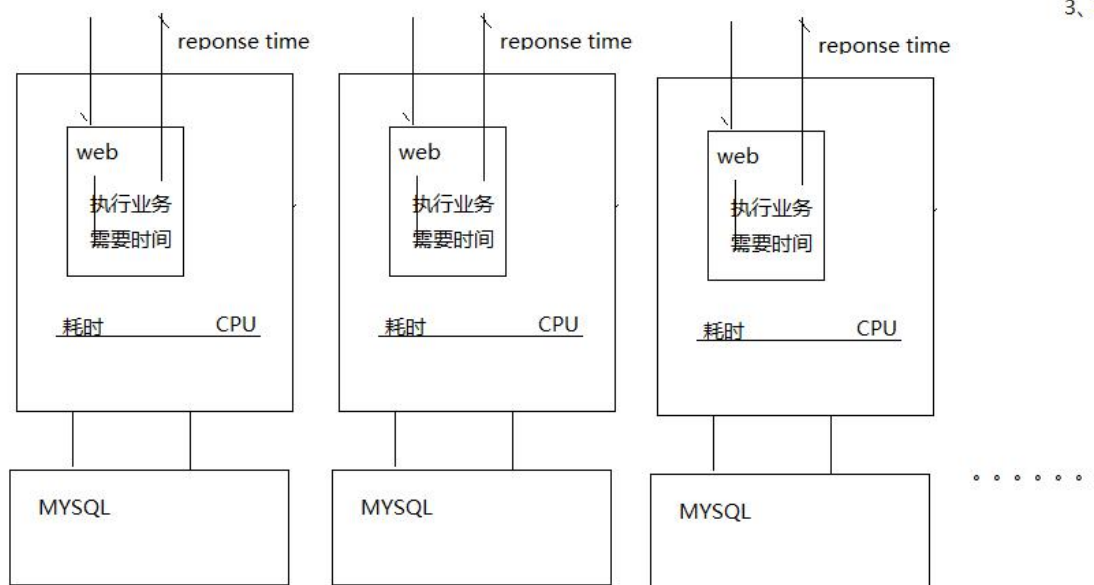 3、
reponse time
web
执行业务
需要时间
耗时 CPU
MYSQL
reponse time
web
执行业务
需要时间
耗时 CPU
MYSQL
reponse time
web
执行业务
需要时间
耗时 CPU
MYSQL
。。。。。。